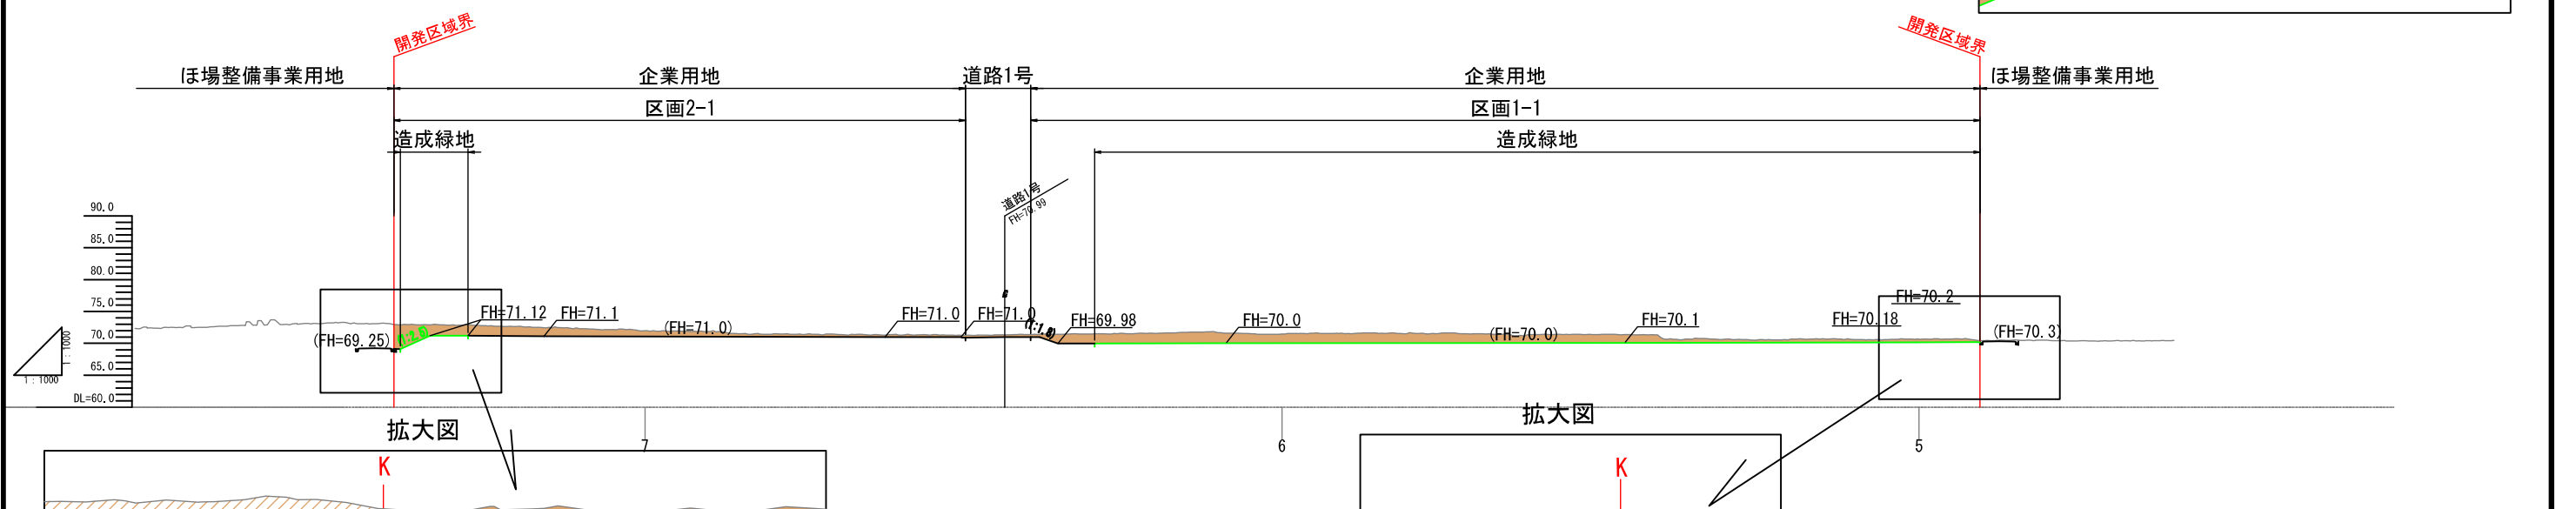 開発区域界
開発区域界
ほ場整備事業用地
企業用地
道路1号
企業用地
ほ場整備事業用地
区画2-1
区画1-1
造成緑地
造成緑地
道路1号
FH=70.99
90.0
85.0
80.0
75.0
70.0
65.0
DL=60.0
1：1000
1：1000
(FH=69.25)
FH=71.12
FH=71.1
(FH=71.0)
FH=71.0
FH=71.0
FH=69.98
FH=70.0
(FH=70.0)
FH=70.1
FH=70.18
FH=70.2
(FH=70.3)
拡大図
拡大図
7
6
5
K
K